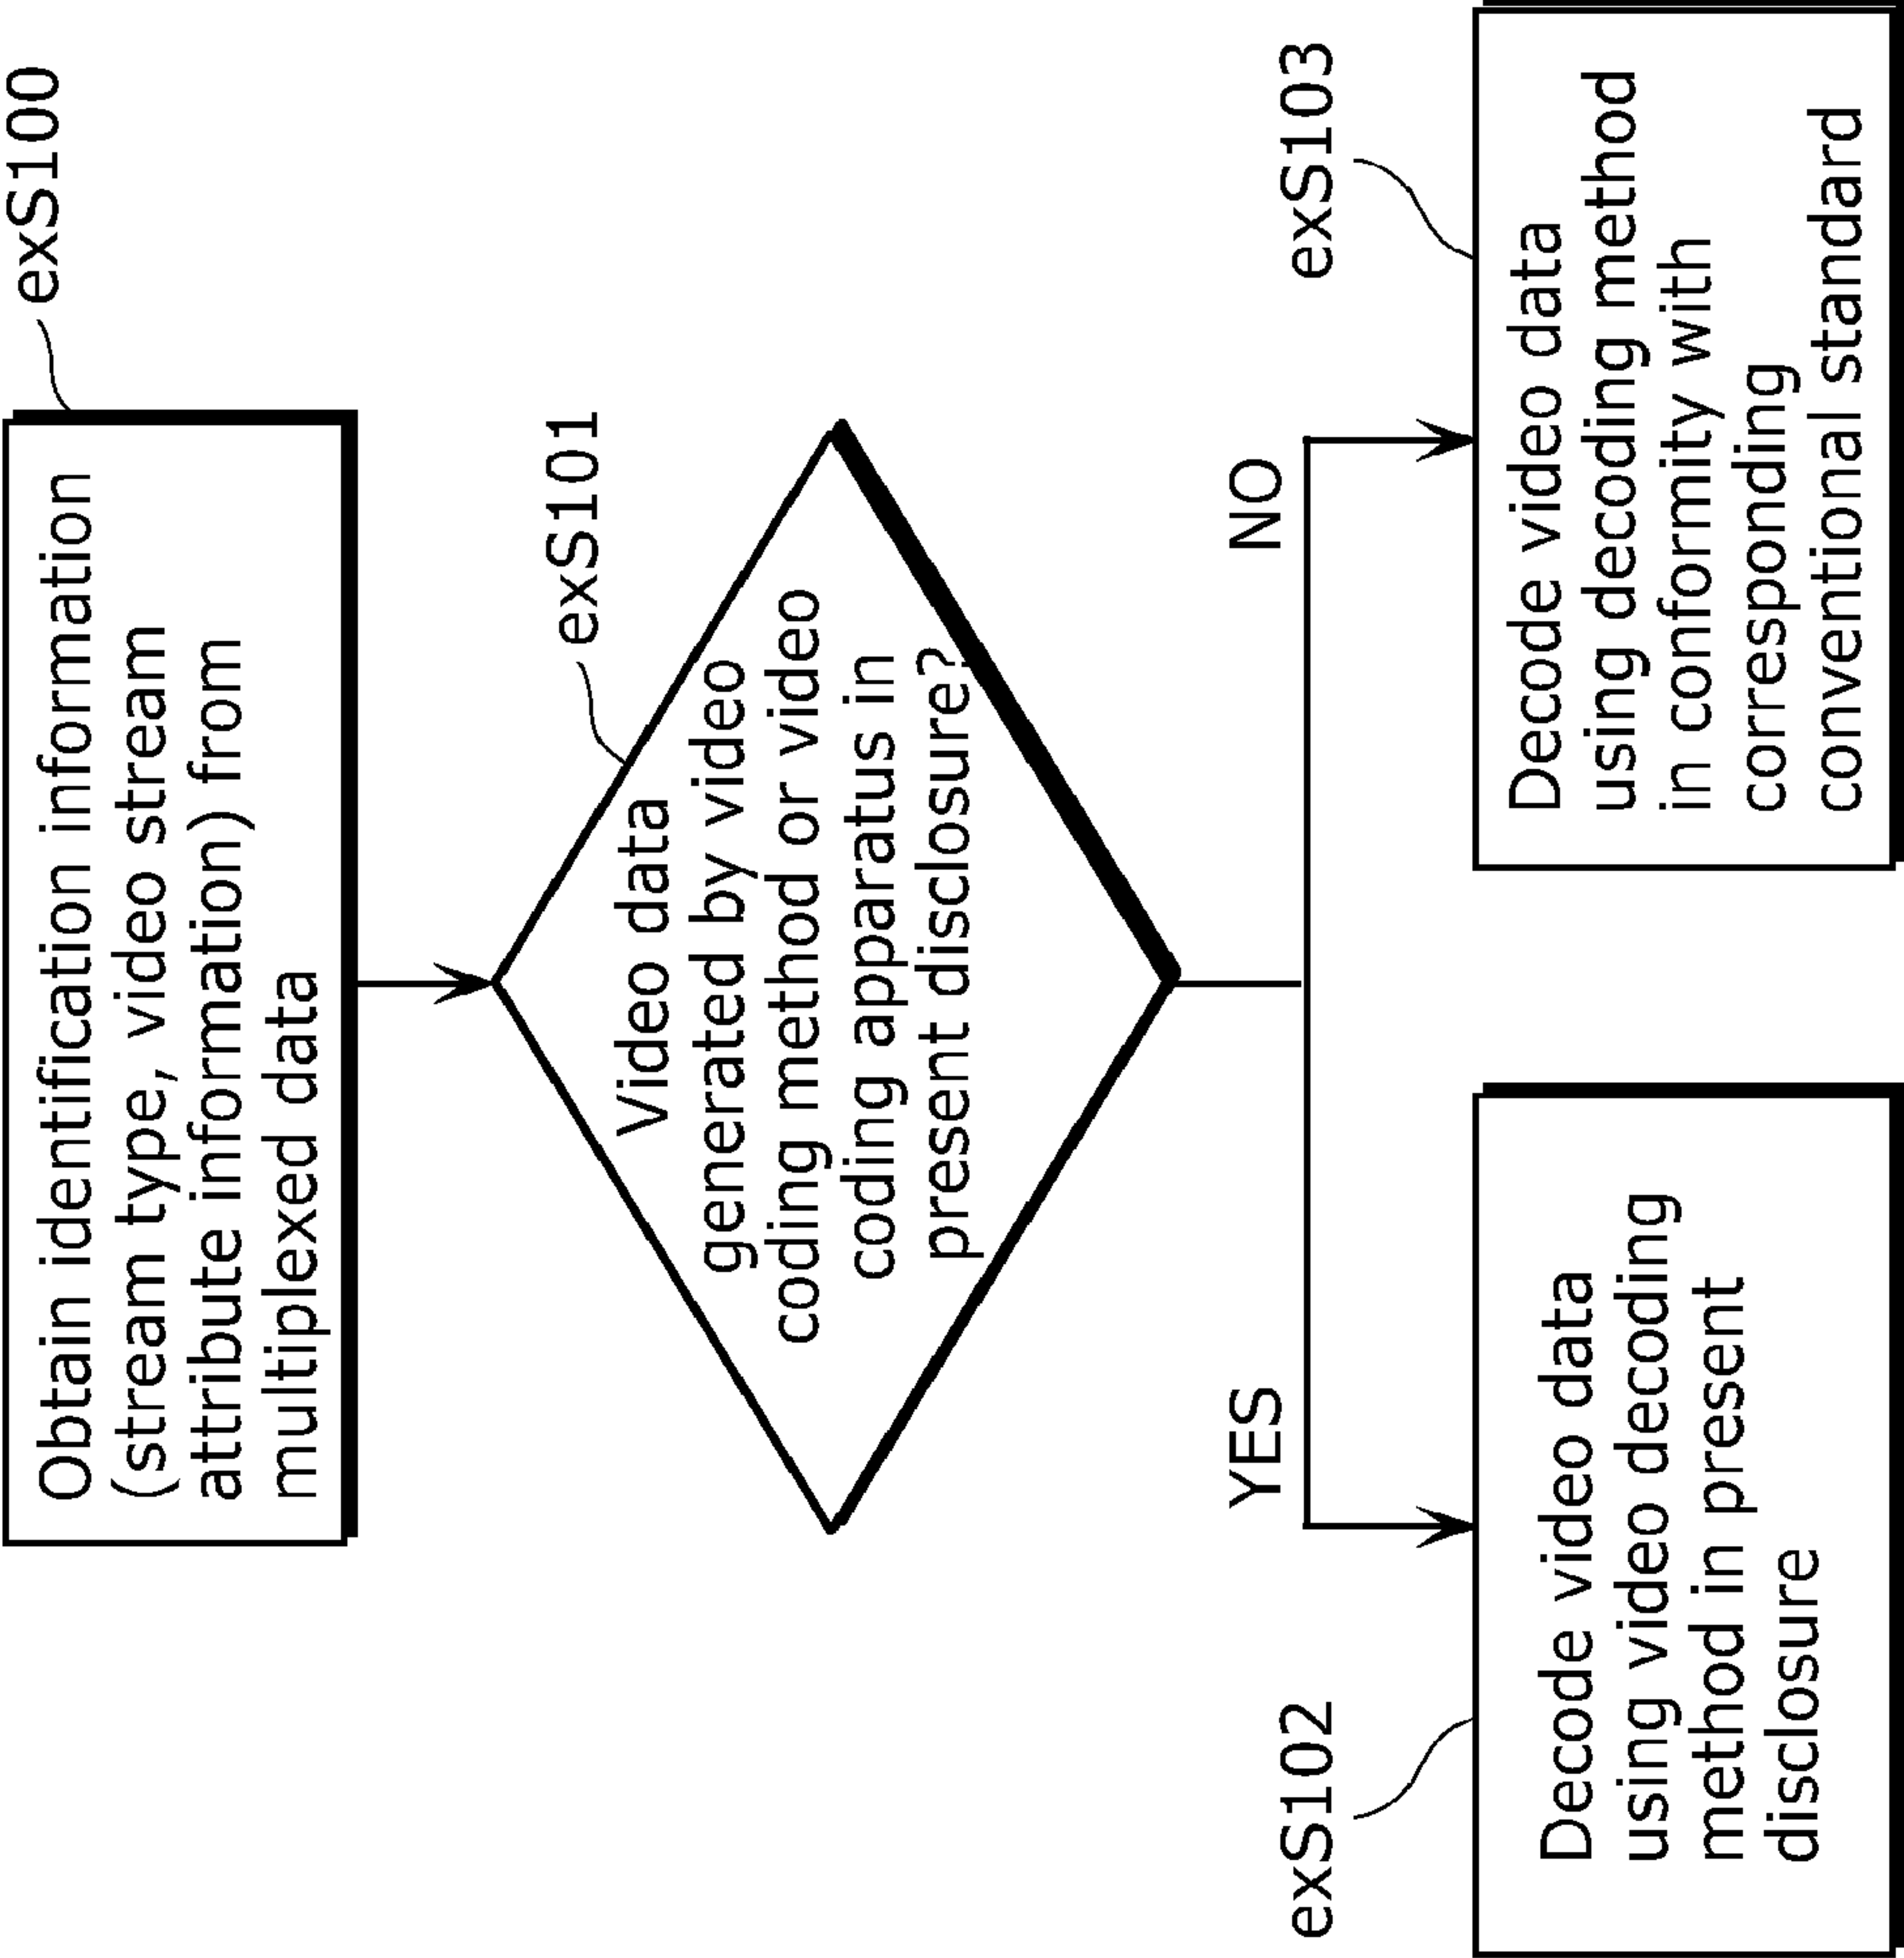 exS100
Obtain identification information
(stream type, video stream
attribute information) from
multiplexed data
exS101
Video data
generated by video
coding method or video
coding apparatus in
present disclosure?
YES
NO
exS102
exS103
Decode video data
using video decoding
method in present
disclosure
Decode video data
using decoding method
in conformity with
corresponding
conventional standard